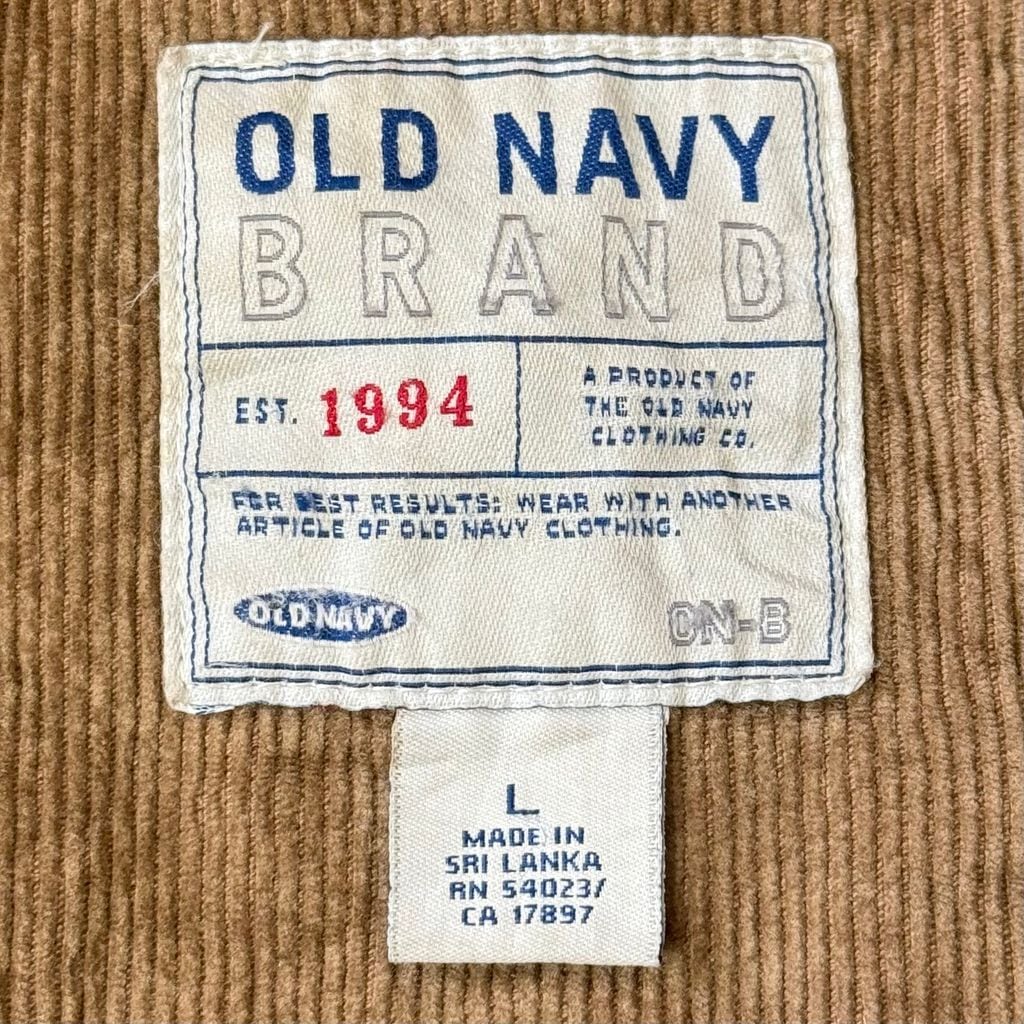 OLD NAVY
BRAND
EST. 1994
A PRODUCT OF
THE OLD NAVY
CLOTHING CO.
FOR BEST RESULTS: WEAR WITH ANOTHER
ARTICLE OF OLD NAVY CLOTHING.
OLD NAVY
ON-B
L
MADE IN
SRI LANKA
RN 54023/
CA 17897